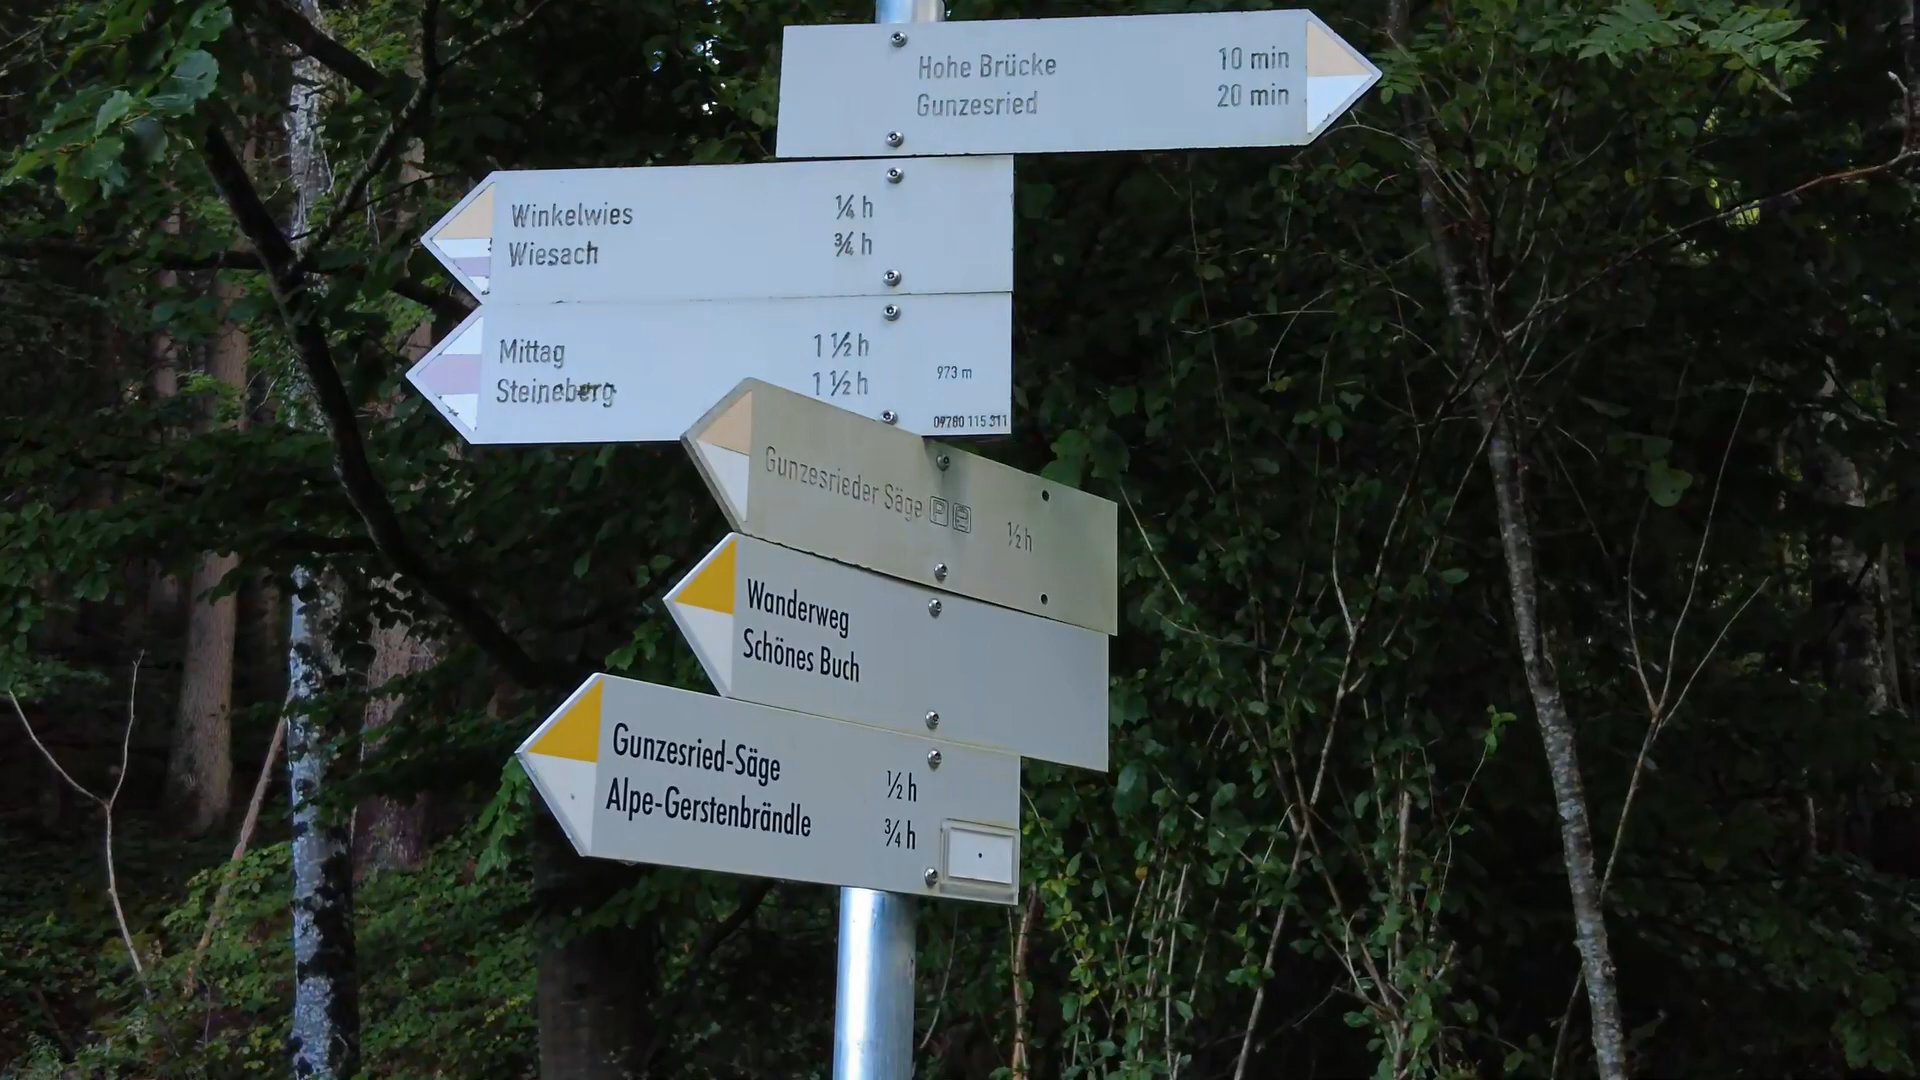 Hohe Brücke 10 min
Gunzesried 20 min
Winkelwies ¼ h
Wiesach ¾ h
Mittag 1 ½ h
Steineberg 1 ½ h
973 m
09780 115 311
Gunzesrieder Säge P ½ h
Wanderweg
Schönes Buch
Gunzesried-Säge ½ h
Alpe-Gerstenbrändle ¾ h